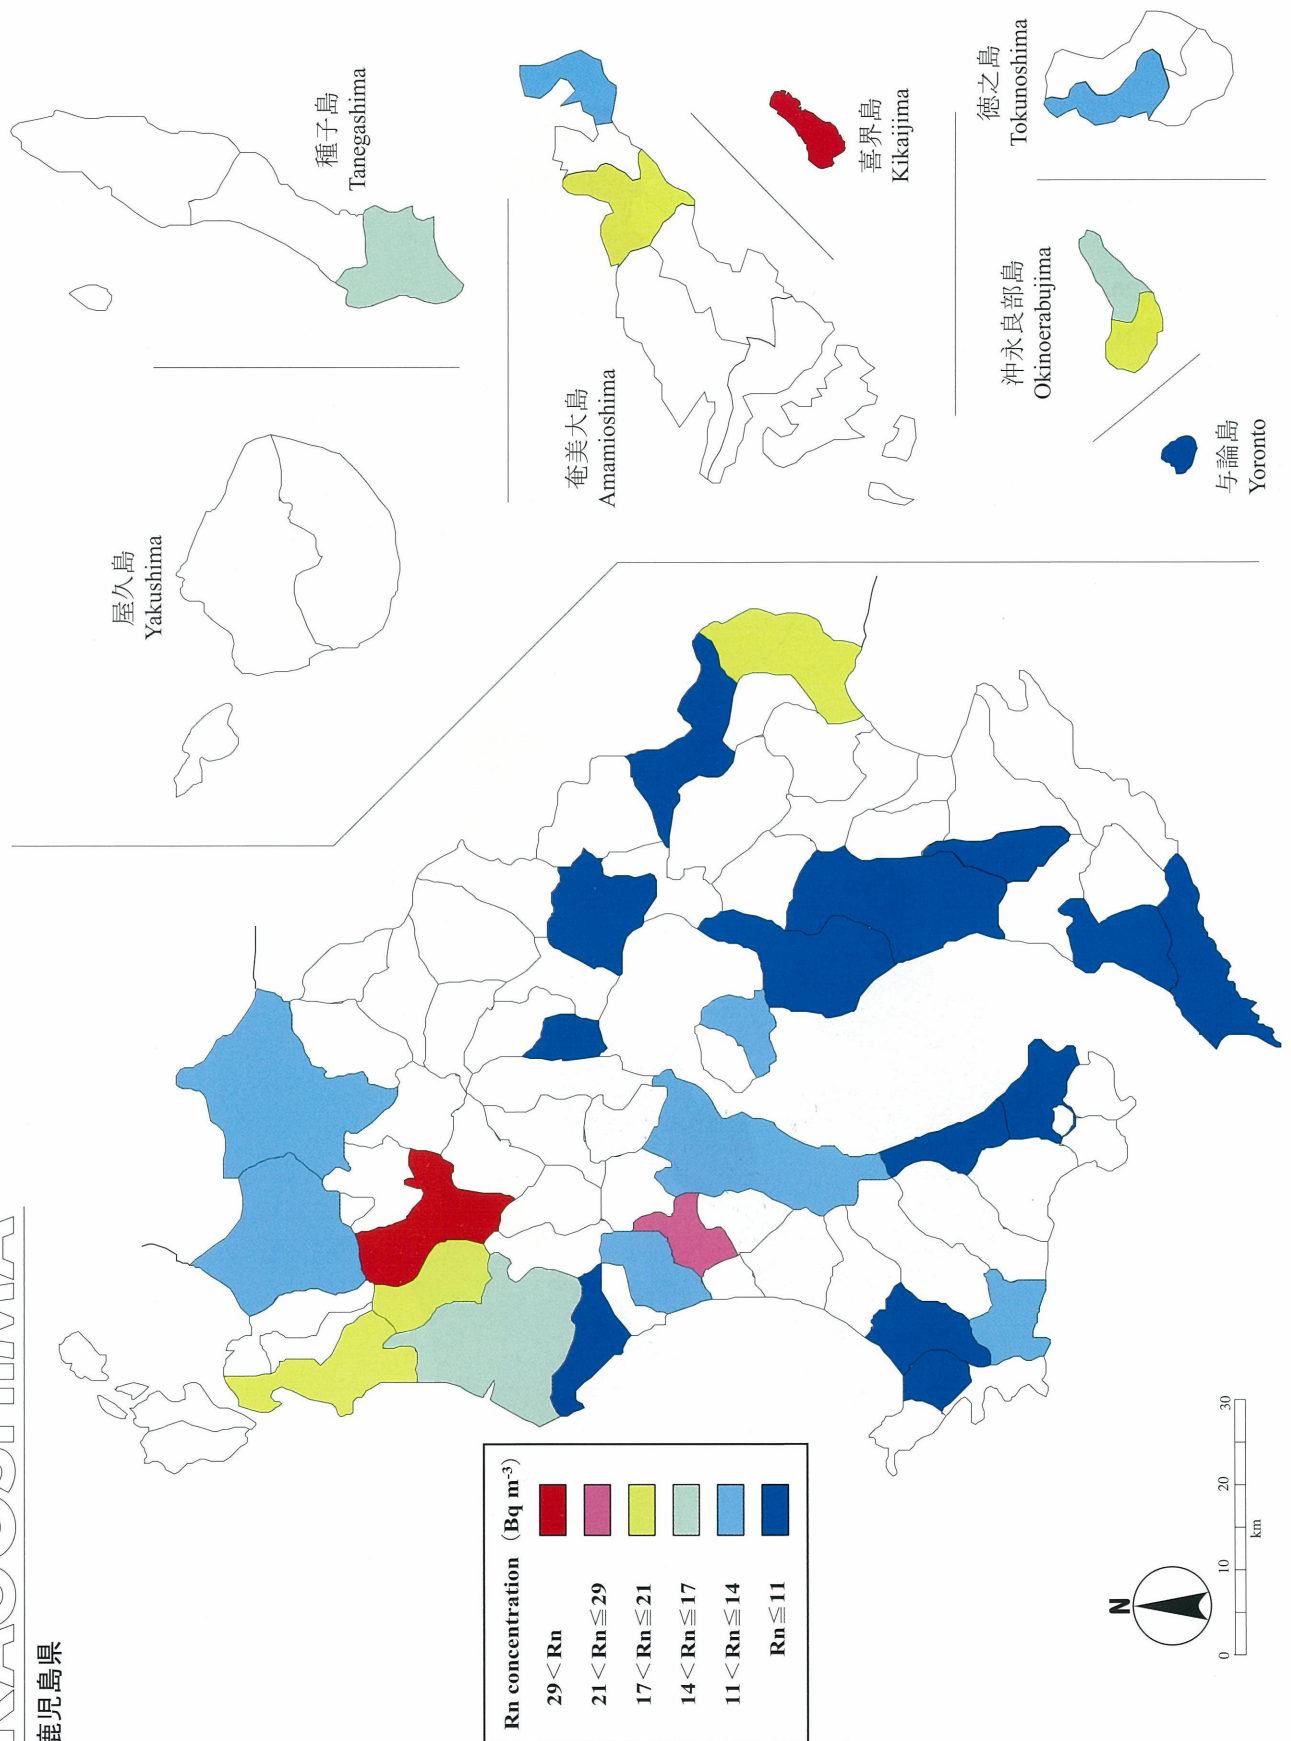 KAGOSHIMA
鹿児島県
屋久島
Yakushima
種子島
Tanegashima
奄美大島
Amamioshima
喜界島
Kikaijima
徳之島
Tokunoshima
沖永良部島
Okinoerabujima
与論島
Yoronto
Rn concentration (Bq m⁻³)
29<Rn
21<Rn≦29
17<Rn≦21
14<Rn≦17
11<Rn≦14
Rn≦11
N
0 10 20 30
km